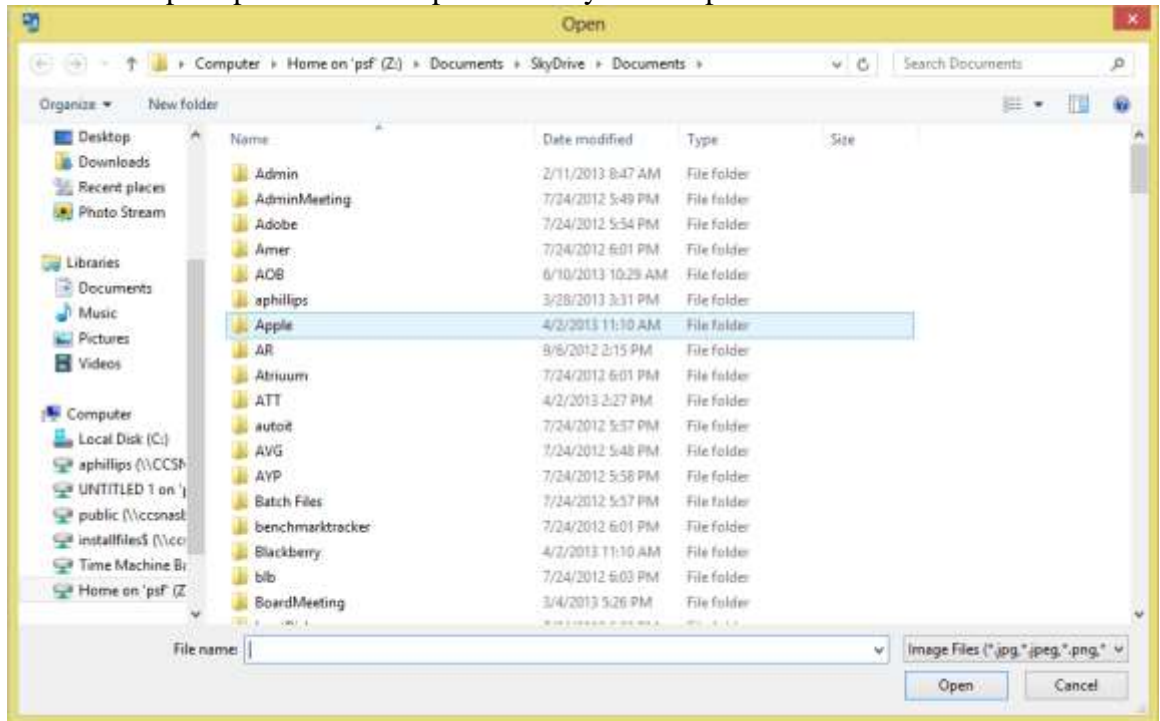 Open
Computer ▸ Home on 'psf' (Z:) ▸ Documents ▸ SkyDrive ▸ Documents ▸
Search Documents
Organize
New folder
Name
Date modified
Type
Size
Desktop
Downloads
Recent places
Photo Stream
Libraries
Documents
Music
Pictures
Videos
Computer
Local Disk (C:)
aphillips (\\CCSN
UNTITLED 1 on 'p
public (\\ccsnast
installfiles$ (\\cc
Time Machine Ba
Home on 'psf' (Z
Admin 2/11/2013 8:47 AM File folder
AdminMeeting 7/24/2012 5:49 PM File folder
Adobe 7/24/2012 5:54 PM File folder
Amer 7/24/2012 6:01 PM File folder
AOB 6/10/2013 10:29 AM File folder
aphillips 3/28/2013 3:31 PM File folder
Apple 4/2/2013 11:10 AM File folder
AR 9/6/2012 2:15 PM File folder
Atriuum 7/24/2012 6:01 PM File folder
ATT 4/2/2013 2:27 PM File folder
autoit 7/24/2012 5:57 PM File folder
AVG 7/24/2012 5:48 PM File folder
AYP 7/24/2012 5:58 PM File folder
Batch Files 7/24/2012 5:57 PM File folder
benchmarktracker 7/24/2012 6:01 PM File folder
Blackberry 4/2/2013 11:10 AM File folder
blb 7/24/2012 6:03 PM File folder
BoardMeeting 3/4/2013 5:26 PM File folder
File name:
Image Files (*.jpg,*.jpeg,*.png,*
Open
Cancel